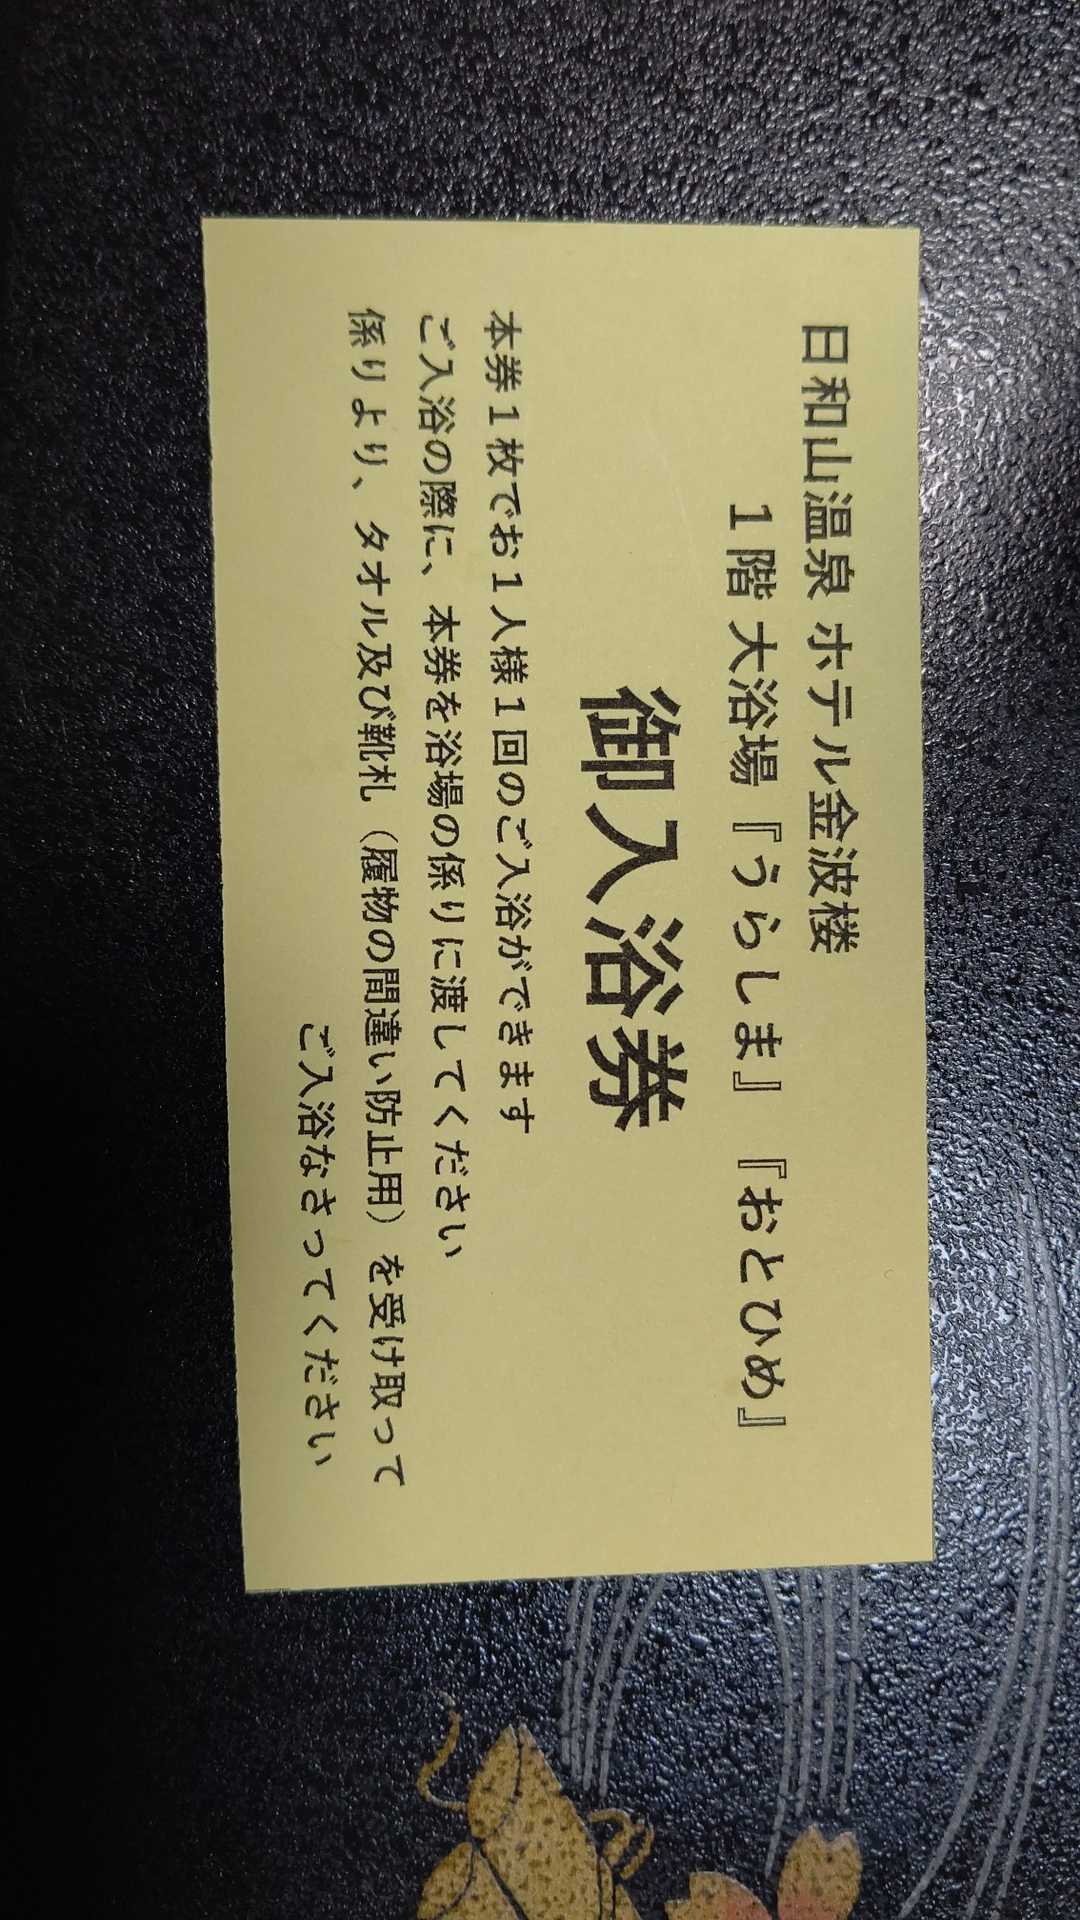 日和山温泉 ホテル金波楼
1階 大浴場『うらしま』『おとひめ』
御入浴券
本券1枚でお1人様1回のご入浴ができます
ご入浴の際に、本券を浴場の係りに渡してください
係りより、タオル及び靴札（履物の間違い防止用）を受け取って
ご入浴なさってください